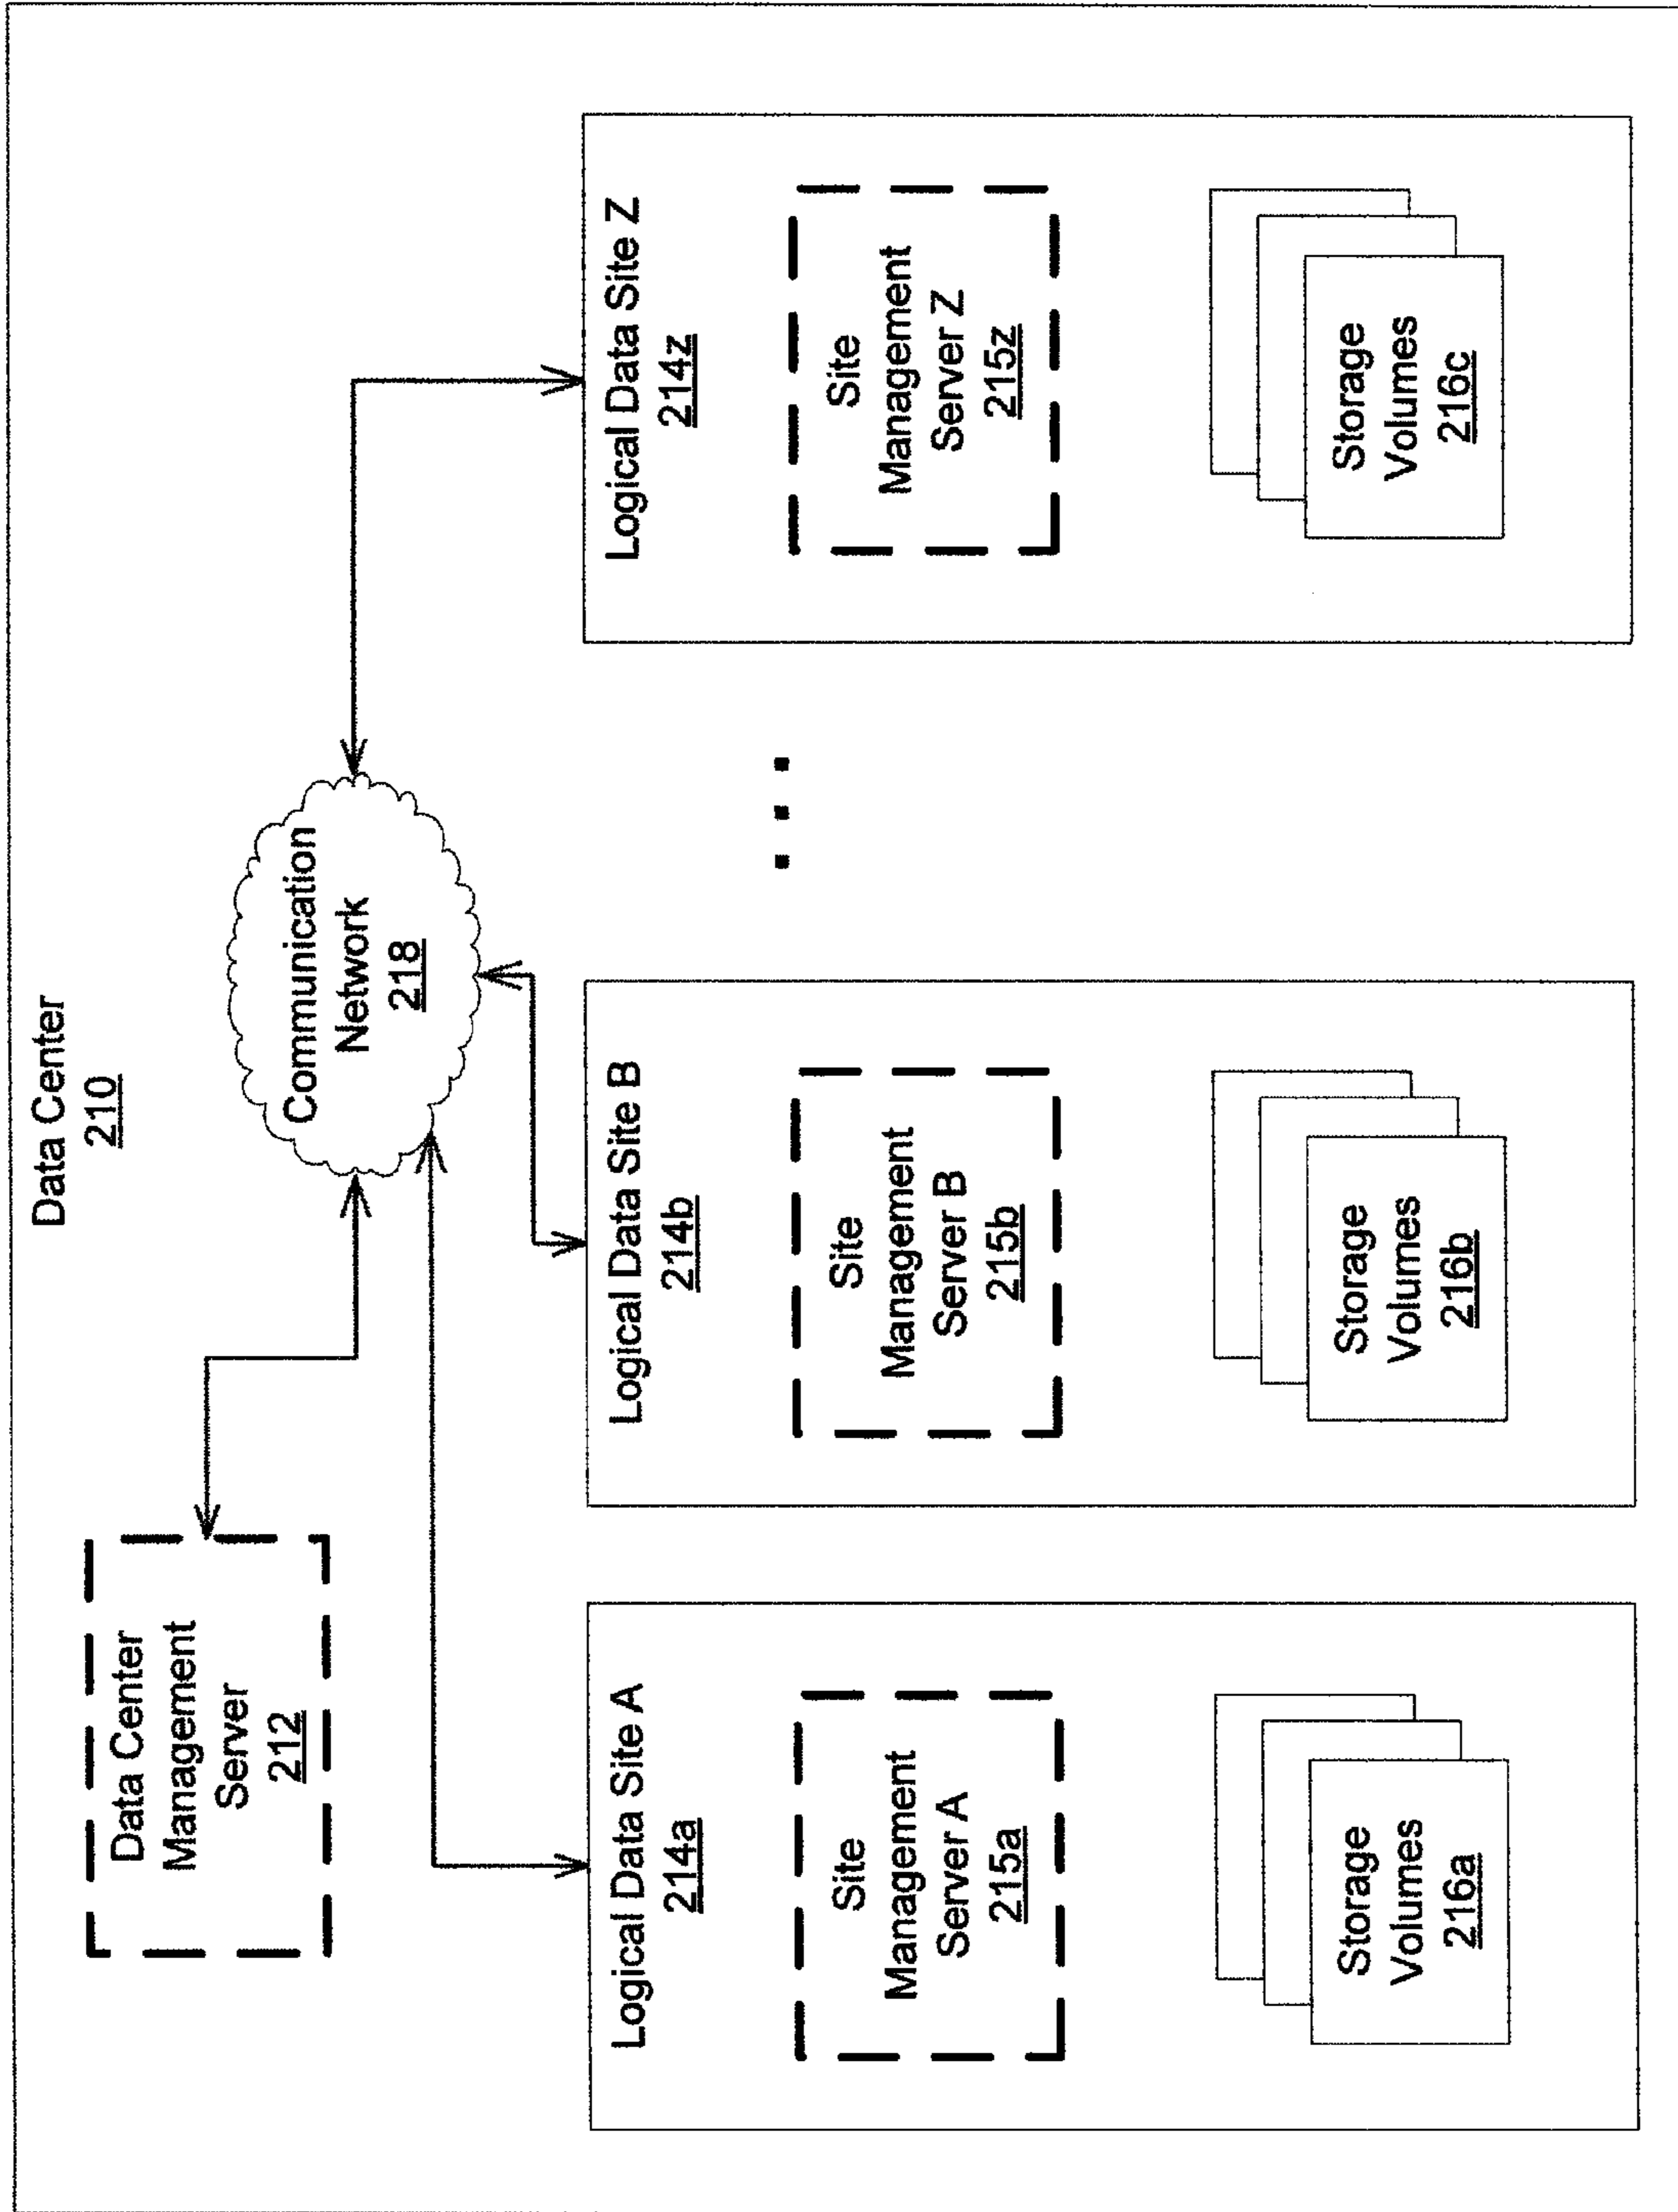 Data Center
210
Data Center
Management
Server
212
Communication
Network
218
Logical Data Site A
214a
Site
Management
Server A
215a
Storage
Volumes
216a
Logical Data Site B
214b
Site
Management
Server B
215b
Storage
Volumes
216b
Logical Data Site Z
214z
Site
Management
Server Z
215z
Storage
Volumes
216c